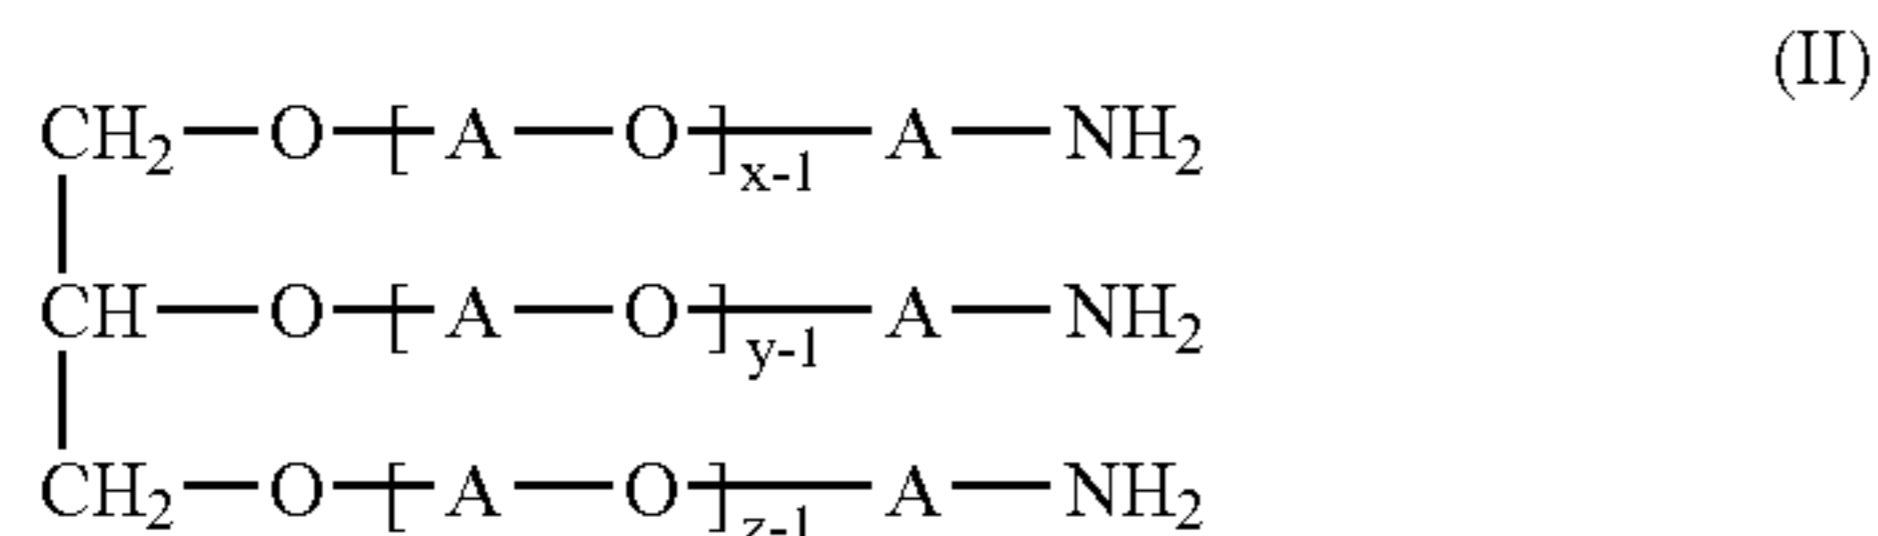 (II)
CH₂—O—[A—O]x-1—A—NH₂
CH—O—[A—O]y-1—A—NH₂
CH₂—O—[A—O]z-1—A—NH₂